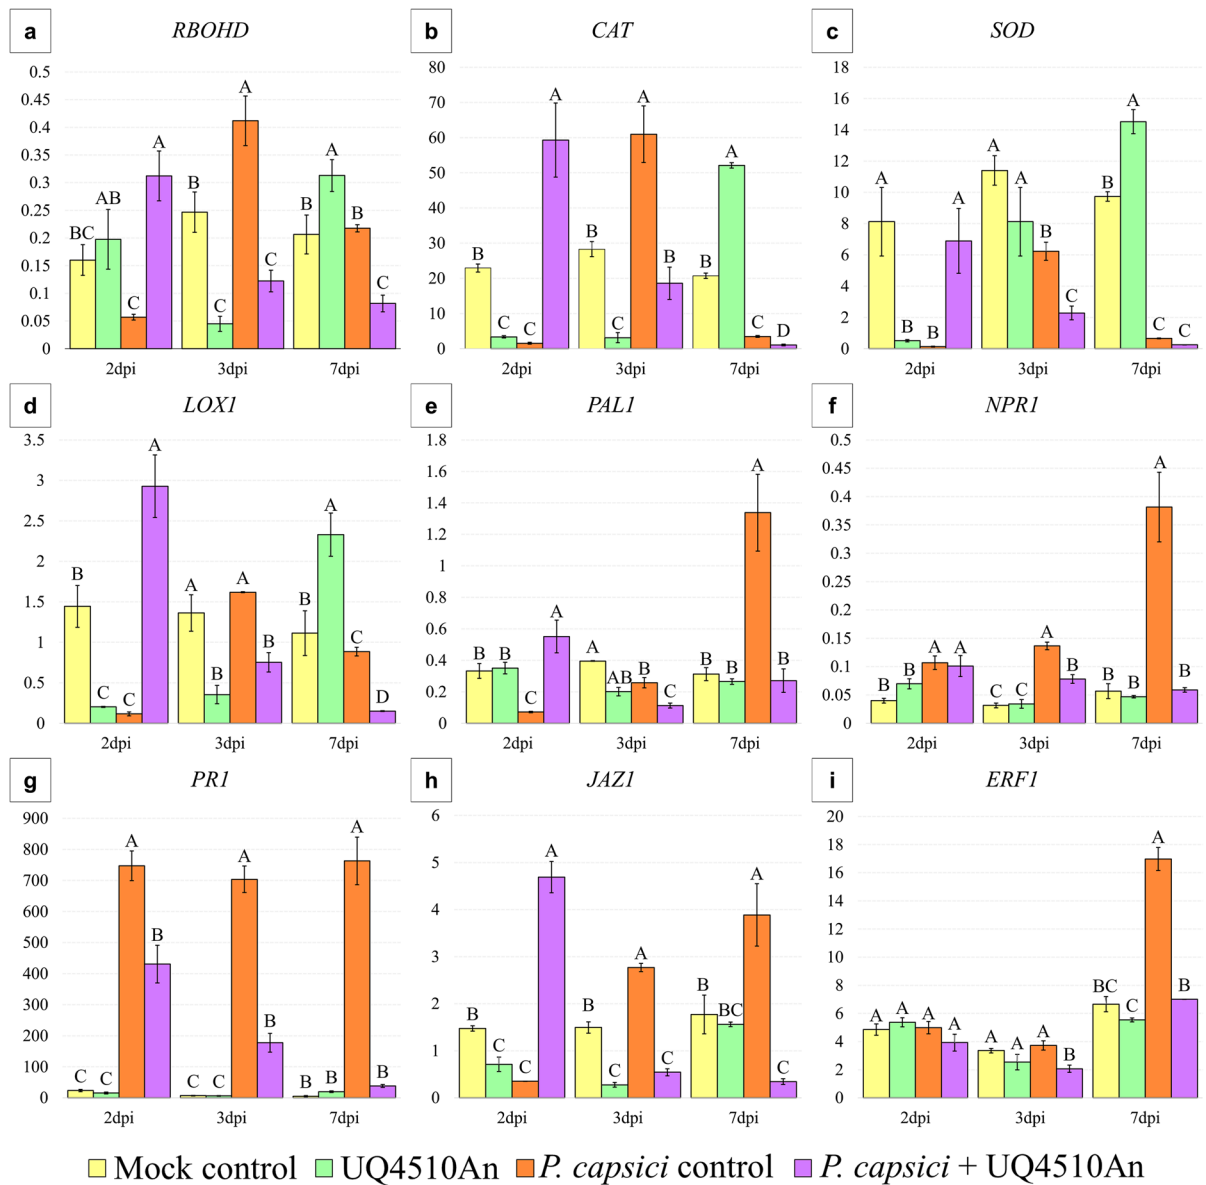 a RBOHD b CAT c SOD
0.5 0.45 0.4 0.35 0.3 0.25 0.2 0.15 0.1 0.05 0
BC AB C A B C A C B A B C
2dpi 3dpi 7dpi
80 70 60 50 40 30 20 10 0
B C C A B C A B B A C D
2dpi 3dpi 7dpi
18 16 14 12 10 8 6 4 2 0
A B B A A A B C B A C C
2dpi 3dpi 7dpi
d LOX1 e PAL1 f NPR1
3.5 3 2.5 2 1.5 1 0.5 0
B C C A A B A B B A C D
2dpi 3dpi 7dpi
1.8 1.6 1.4 1.2 1 0.8 0.6 0.4 0.2 0
B B C A A AB B C B B A B
2dpi 3dpi 7dpi
0.5 0.45 0.4 0.35 0.3 0.25 0.2 0.15 0.1 0.05 0
B B A A C C A B B B A B
2dpi 3dpi 7dpi
g PR1 h JAZ1 i ERF1
900 800 700 600 500 400 300 200 100 0
C C A B C C A B B B A B
2dpi 3dpi 7dpi
6 5 4 3 2 1 0
B C C A B C A C B BC A C
2dpi 3dpi 7dpi
20 18 16 14 12 10 8 6 4 2 0
A A A A A A A B BC C A B
2dpi 3dpi 7dpi
Mock control UQ4510An P. capsici control P. capsici + UQ4510An